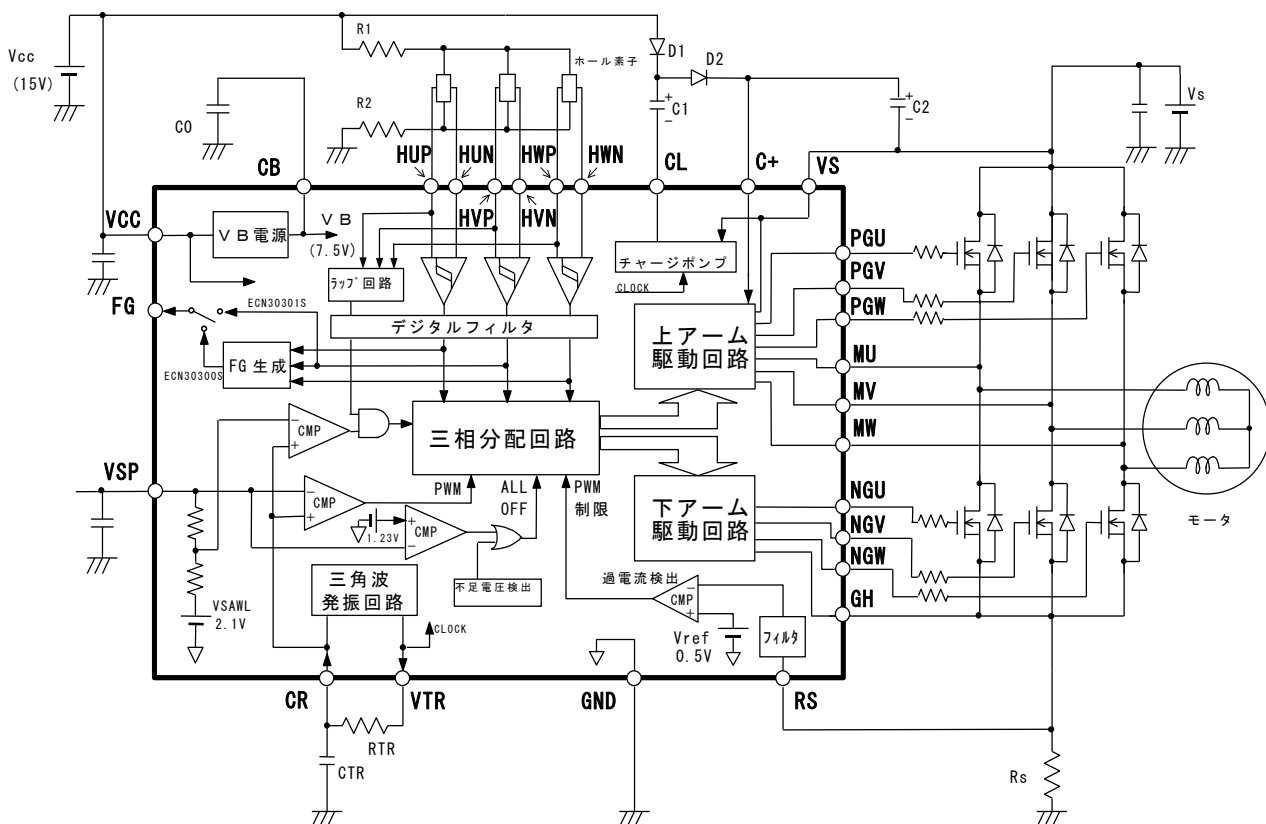 Vcc
(15V)
R1
R2
ホール素子
D1
D2
C1
C2
Vs
C0
CB
HUP
HUN
HWP
HWN
HVP
HVN
CL
C+
VS
VCC
VB電源
VB
(7.5V)
ラップ回路
チャージポンプ
CLOCK
PGU
PGV
PGW
FG
ECN30301S
ECN30300S
FG生成
デジタルフィルタ
上アーム
駆動回路
MU
MV
MW
CMP
三相分配回路
VSP
CMP
PWM
ALL
OFF
PWM
制限
1.23V
CMP
下アーム
駆動回路
NGU
NGV
NGW
GH
モータ
VSAWL
2.1V
三角波
発振回路
不足電圧検出
過電流検出
CMP
Vref
0.5V
フィルタ
CLOCK
CR
VTR
GND
RS
RTR
CTR
Rs